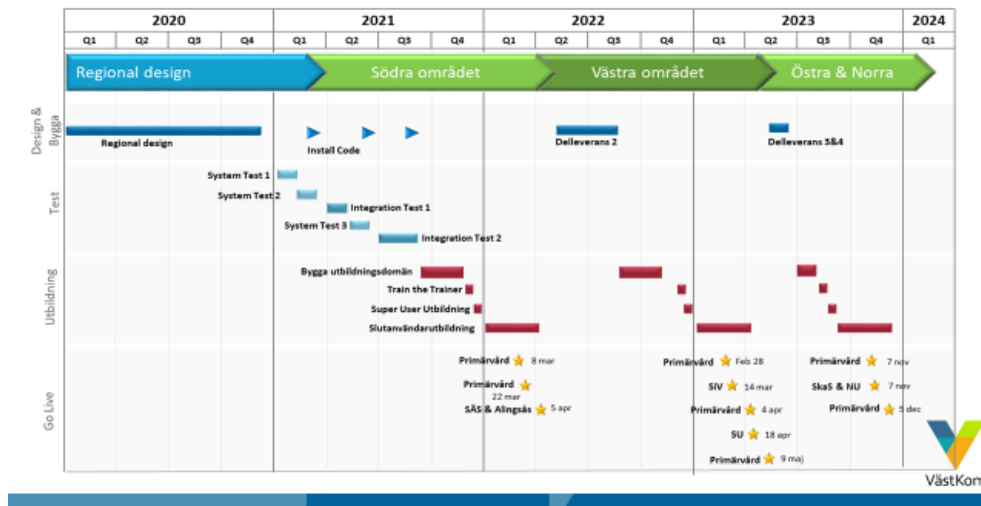 2020 2021 2022 2023 2024
Q1 Q2 Q3 Q4 Q1 Q2 Q3 Q4 Q1 Q2 Q3 Q4 Q1 Q2 Q3 Q4 Q1
Regional design Södra området Västra området Östra & Norra
Design &
Bygga
Regional design
Install Code
Delleverans 2
Delleverans 3&4
Test
System Test 1
System Test 2
Integration Test 1
System Test 3
Integration Test 2
Utbildning
Bygga utbildningsdomän
Train the Trainer
Super User Utbildning
Slutanvändarutbildning
Go Live
Primärvård 8 mar
Primärvård
22 mar
SÄS & Alingsås 5 apr
Primärvård Feb 28
SiV 14 mar
Primärvård 4 apr
SU 18 apr
Primärvård 9 maj
Primärvård 7 nov
SkaS & NU 7 nov
Primärvård 5 dec
VästKom